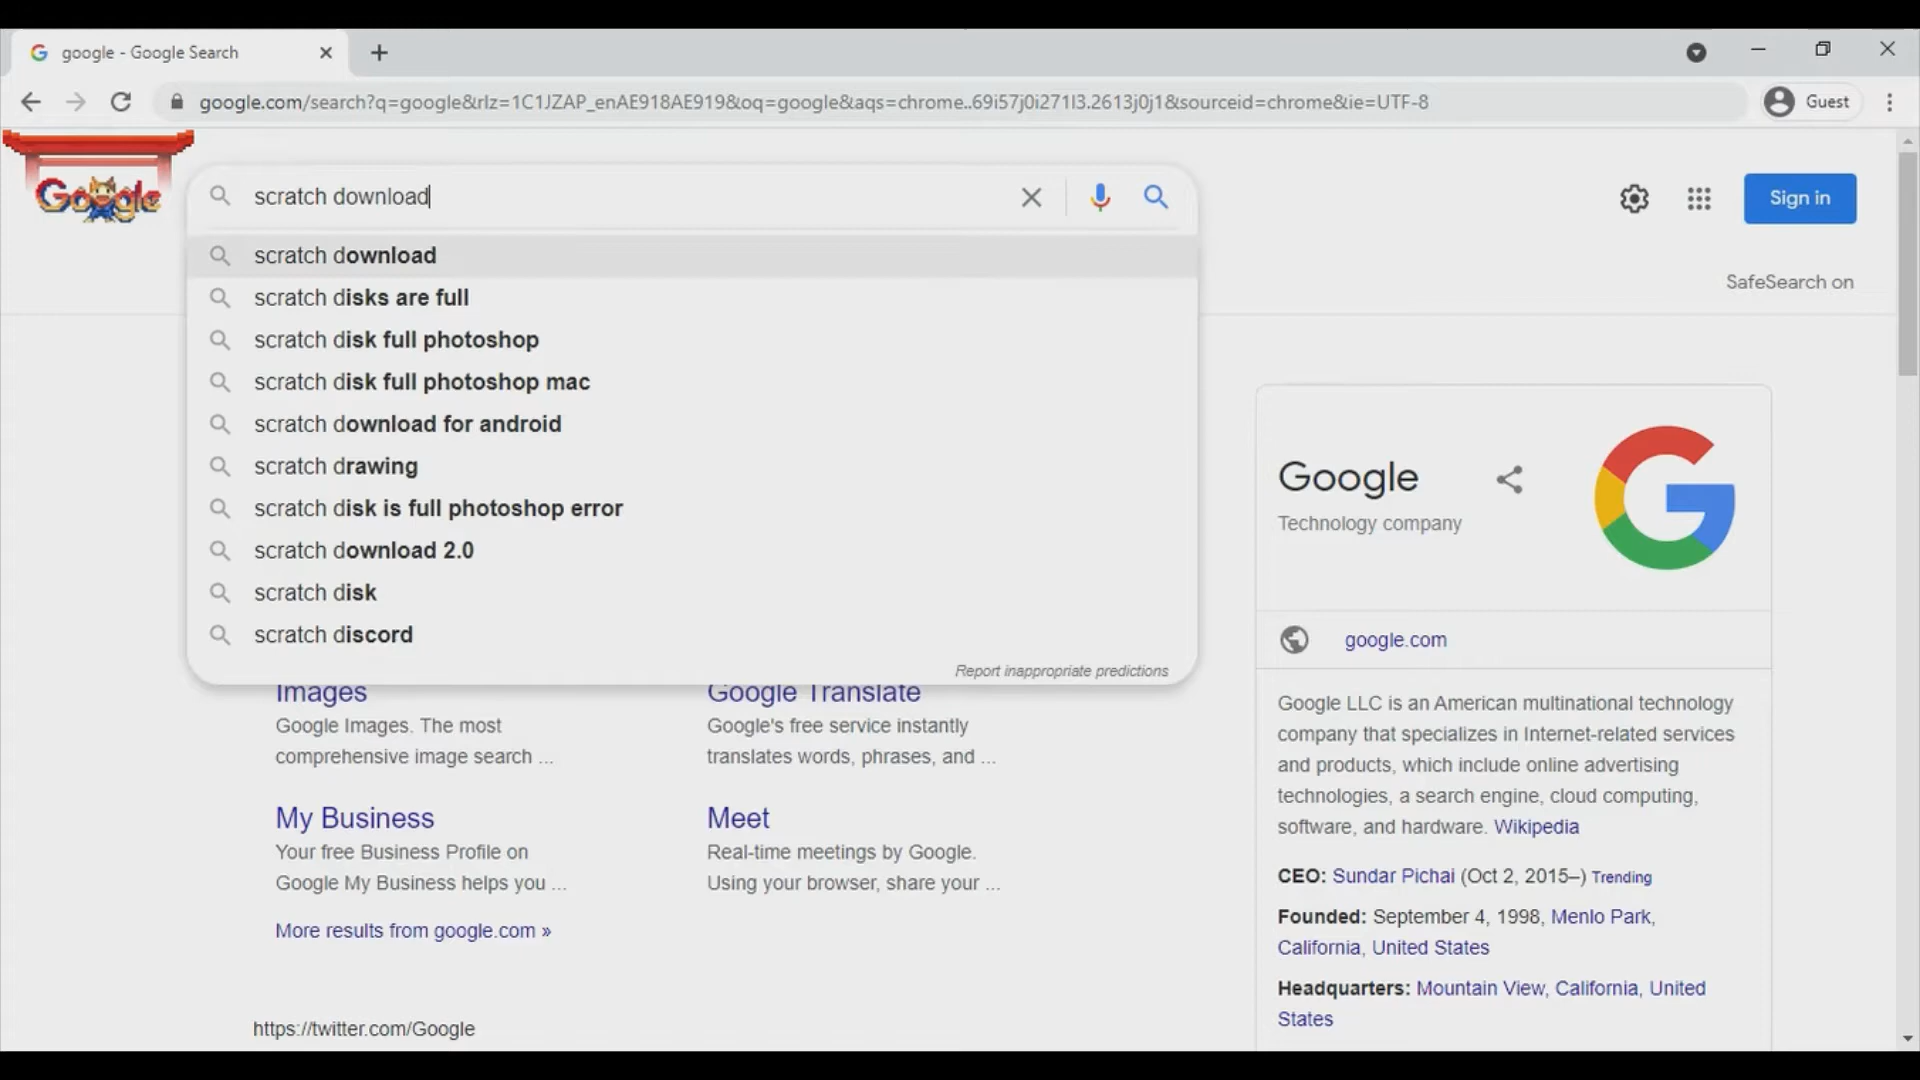 google - Google Search
google.com/search?q=google&rlz=1C1JZAP_enAE918AE919&oq=google&aqs=chrome..69i57j0i271l3.2613j0j1&sourceid=chrome&ie=UTF-8
Guest
Google
scratch download
Sign in
scratch download
scratch disks are full
SafeSearch on
scratch disk full photoshop
scratch disk full photoshop mac
scratch download for android
scratch drawing
scratch disk is full photoshop error
scratch download 2.0
scratch disk
scratch discord
Report inappropriate predictions
Images
Google Images. The most
comprehensive image search ...
Google Translate
Google's free service instantly
translates words, phrases, and ...
My Business
Your free Business Profile on
Google My Business helps you ...
Meet
Real-time meetings by Google.
Using your browser, share your ...
More results from google.com »
https://twitter.com/Google
Google
Technology company
google.com
Google LLC is an American multinational technology
company that specializes in Internet-related services
and products, which include online advertising
technologies, a search engine, cloud computing,
software, and hardware. Wikipedia
CEO: Sundar Pichai (Oct 2, 2015–) Trending
Founded: September 4, 1998, Menlo Park,
California, United States
Headquarters: Mountain View, California, United
States